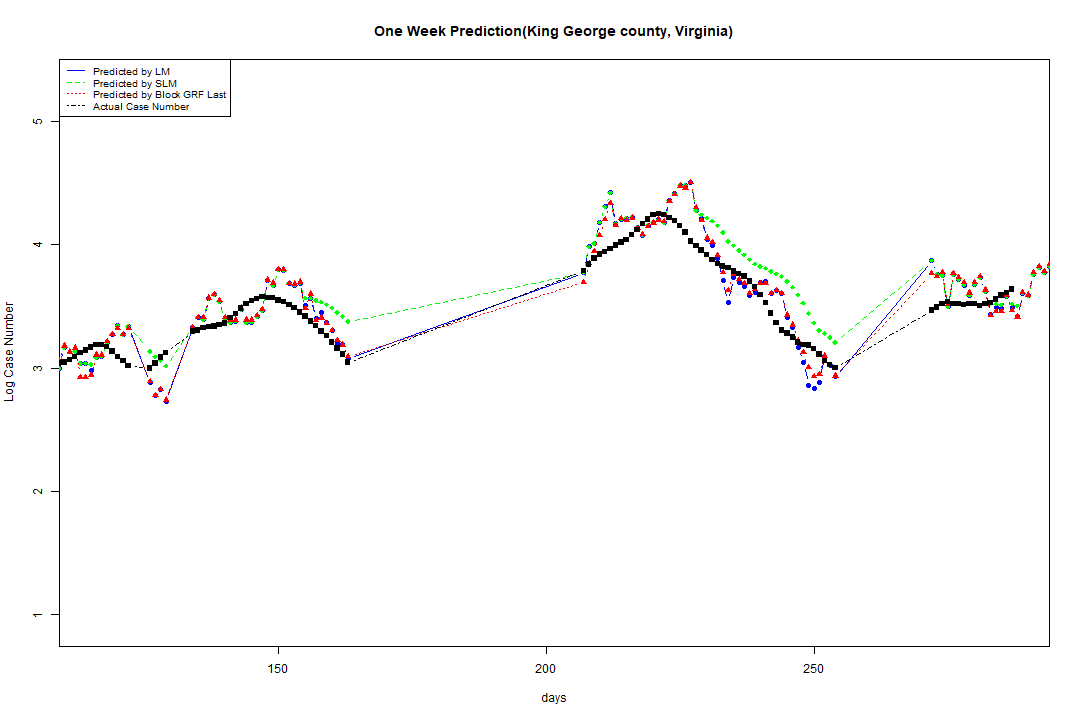 One Week Prediction(King George county, Virginia)
Predicted by LM
Predicted by SLM
Predicted by Block GRF Last
Actual Case Number
5
4
3
2
1
Log Case Number
150
200
250
days